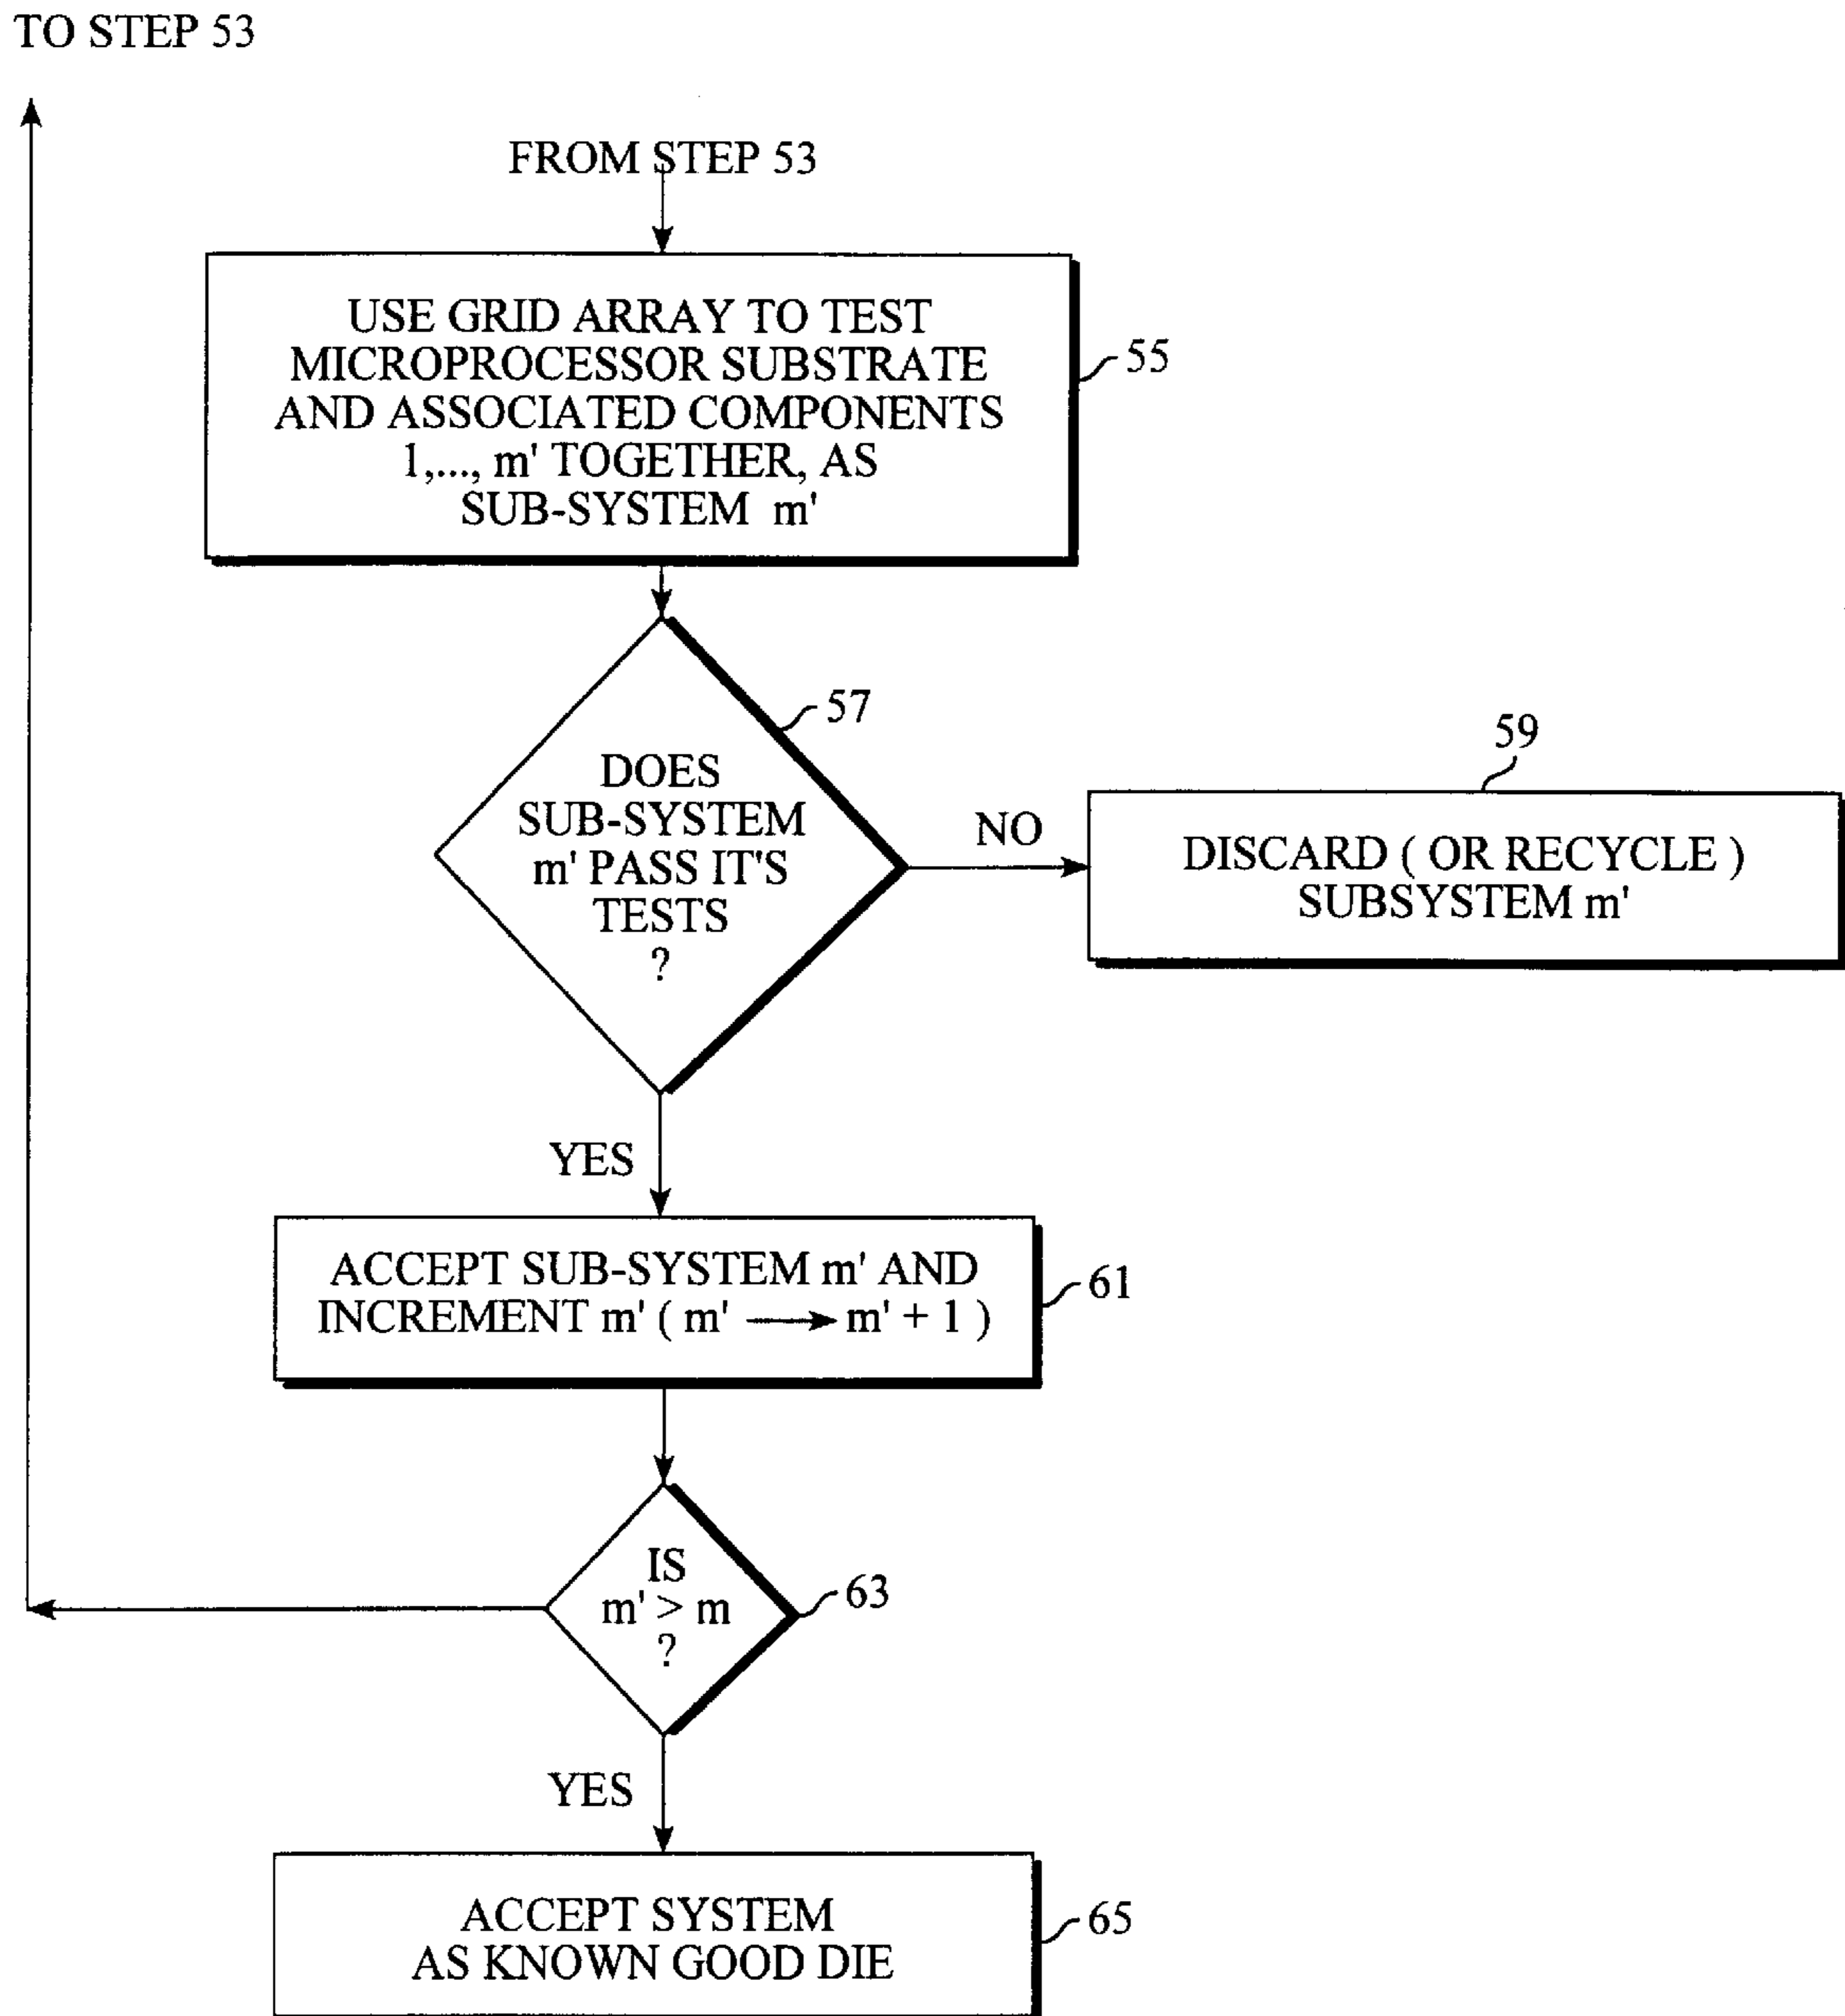 TO STEP 53
FROM STEP 53
USE GRID ARRAY TO TEST
MICROPROCESSOR SUBSTRATE
AND ASSOCIATED COMPONENTS
1,..., m' TOGETHER, AS
SUB-SYSTEM m'
55
DOES
SUB-SYSTEM
m' PASS IT'S
TESTS
?
57
NO
59
DISCARD ( OR RECYCLE )
SUBSYSTEM m'
YES
ACCEPT SUB-SYSTEM m' AND
INCREMENT m' ( m' → m' + 1 )
61
IS
m' > m
?
63
YES
ACCEPT SYSTEM
AS KNOWN GOOD DIE
65